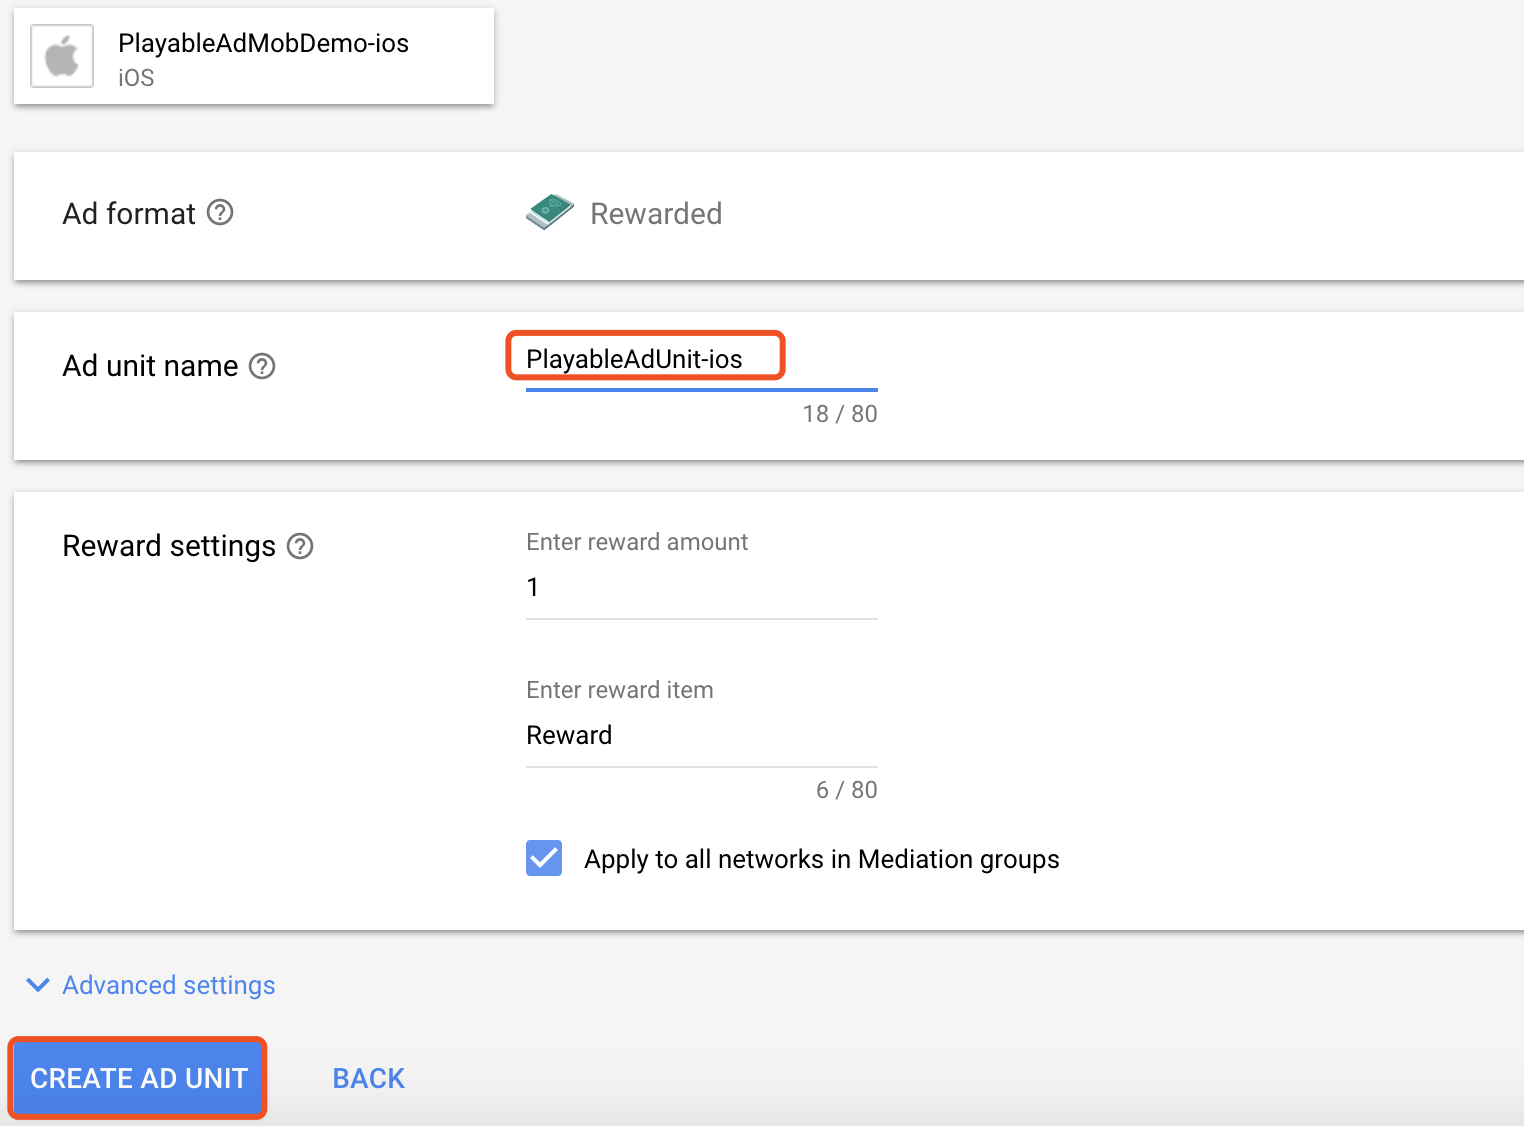 PlayableAdMobDemo-ios
iOS
Ad format
Rewarded
Ad unit name
PlayableAdUnit-ios
18 / 80
Reward settings
Enter reward amount
1
Enter reward item
Reward
6 / 80
Apply to all networks in Mediation groups
Advanced settings
CREATE AD UNIT
BACK